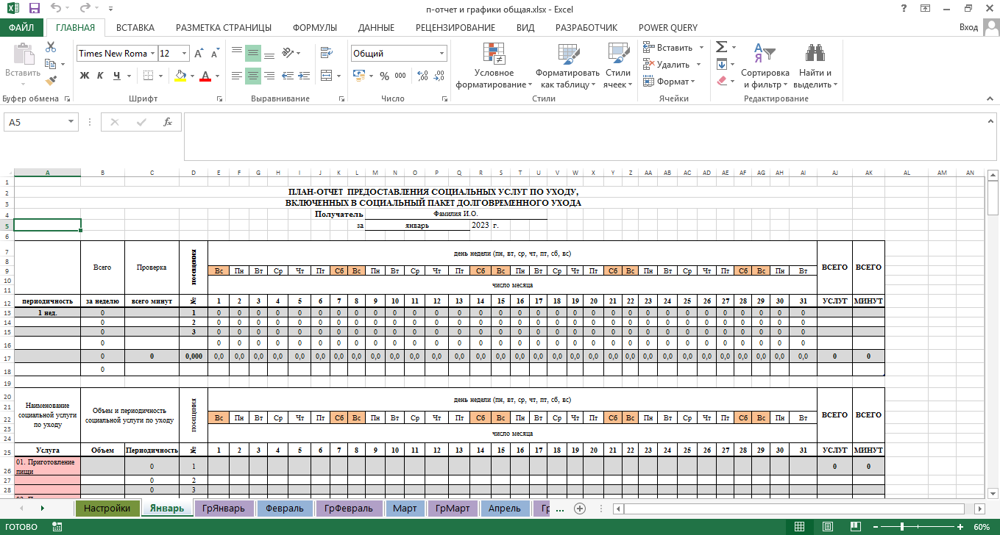 п-отчет и графики общая.xlsx - Excel
ФАЙЛ ГЛАВНАЯ ВСТАВКА РАЗМЕТКА СТРАНИЦЫ ФОРМУЛЫ ДАННЫЕ РЕЦЕНЗИРОВАНИЕ ВИД РАЗРАБОТЧИК POWER QUERY Вход
Вставить
Буфер обмена
Times New Roma 12
Ж К Ч
Шрифт
Выравнивание
Общий
% 000
Число
Условное форматирование
Форматировать как таблицу
Стили ячеек
Стили
Вставить
Удалить
Формат
Ячейки
Сортировка и фильтр
Найти и выделить
Редактирование
A5
A B C D E F G H I J K L M N O P Q R S T U V W X Y Z AA AB AC AD AE AF AG AH AI AJ AK AL AM AN
1
2 ПЛАН-ОТЧЕТ ПРЕДОСТАВЛЕНИЯ СОЦИАЛЬНЫХ УСЛУГ ПО УХОДУ,
3 ВКЛЮЧЕННЫХ В СОЦИАЛЬНЫЙ ПАКЕТ ДОЛГОВРЕМЕННОГО УХОДА
4 Получатель Фамилия И.О.
5 за январь 2023 г.
6
7 Всего Проверка посещения день недели (пн, вт, ср, чт, пт, сб, вс) ВСЕГО ВСЕГО
8
9 Вс Пн Вт Ср Чт Пт Сб Вс Пн Вт Ср Чт Пт Сб Вс Пн Вт Ср Чт Пт Сб Вс Пн Вт Ср Чт Пт Сб Вс Пн Вт
10 число месяца
11
12 периодичность за неделю всего минут № 1 2 3 4 5 6 7 8 9 10 11 12 13 14 15 16 17 18 19 20 21 22 23 24 25 26 27 28 29 30 31 УСЛУГ МИНУТ
13 1 нед. 0 1 0 0 0 0 0 0 0 0 0 0 0 0 0 0 0 0 0 0 0 0 0 0 0 0 0 0 0 0 0 0 0
14 0 2 0 0 0 0 0 0 0 0 0 0 0 0 0 0 0 0 0 0 0 0 0 0 0 0 0 0 0 0 0 0 0
15 0 3 0 0 0 0 0 0 0 0 0 0 0 0 0 0 0 0 0 0 0 0 0 0 0 0 0 0 0 0 0 0 0
16 0 0 0 0 0 0 0 0 0 0 0 0 0 0 0 0 0 0 0 0 0 0 0 0 0 0 0 0 0 0 0 0
17 0 0 0,000 0,0 0,0 0,0 0,0 0,0 0,0 0,0 0,0 0,0 0,0 0,0 0,0 0,0 0,0 0,0 0,0 0,0 0,0 0,0 0,0 0,0 0,0 0,0 0,0 0,0 0,0 0,0 0,0 0,0 0,0 0,0 0 0
18 0
19
20 Наименование социальной услуги по уходу Объем и периодичность социальной услуги по уходу посещения день недели (пн, вт, ср, чт, пт, сб, вс) ВСЕГО ВСЕГО
21
22 Вс Пн Вт Ср Чт Пт Сб Вс Пн Вт Ср Чт Пт Сб Вс Пн Вт Ср Чт Пт Сб Вс Пн Вт Ср Чт Пт Сб Вс Пн Вт
23 число месяца
24
25 Услуга Объем Периодичность № 1 2 3 4 5 6 7 8 9 10 11 12 13 14 15 16 17 18 19 20 21 22 23 24 25 26 27 28 29 30 31 УСЛУГ МИНУТ
26 01. Приготовление пищи 0 1 0 0
27 0 2
28 0 3
Настройки Январь ГрЯнварь Февраль ГрФевраль Март ГрМарт Апрель Гр ...
ГОТОВО 60%